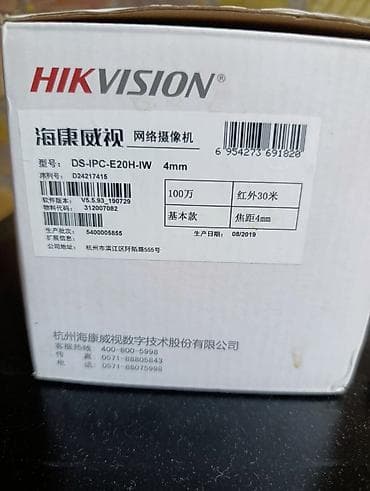 HIKVISION®
海康威视 网络摄像机
6 954273 691820
型号: DS-IPC-E20H-IW 4mm
序列号: D24217415
100万 红外30米
软件版本: V5.5.93_190729
物料代码: 312007082
基本款 焦距4mm
生产批次: 5400005855
生产日期: 08/2019
扩展信息:
公司地址: 杭州市滨江区阡陌路555号
杭州海康威视数字技术股份有限公司
客服热线: 400-800-5998
传 真: 0571-88805843
电 话: 0571-88075998